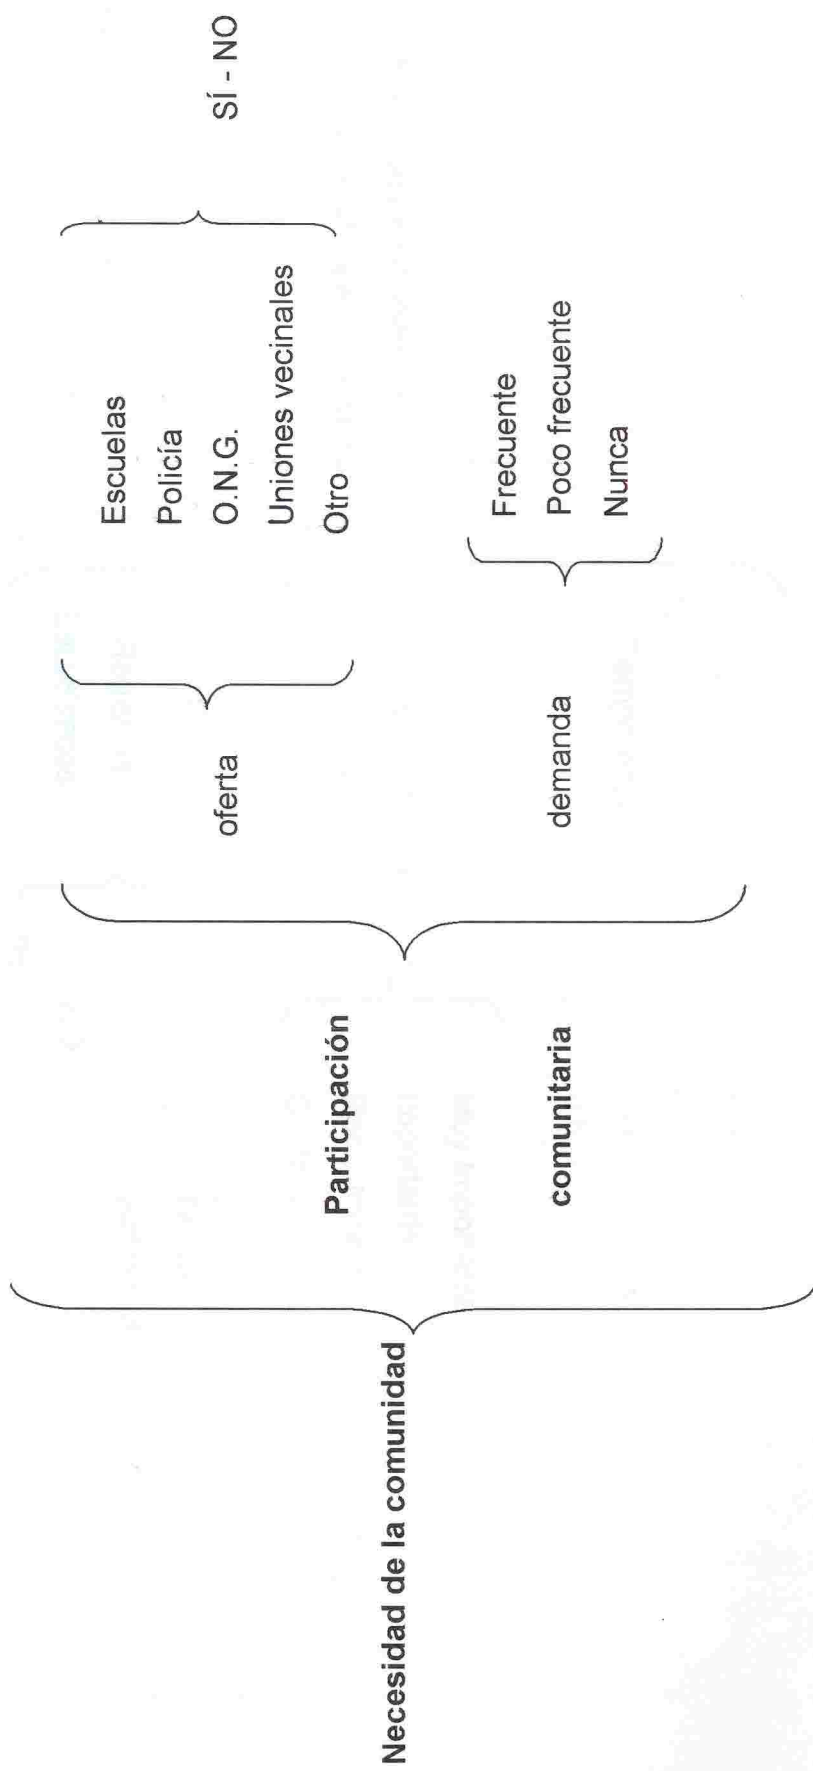 Necesidad de la comunidad
Participación
comunitaria
oferta
Escuelas
Policía
O.N.G.
Uniones vecinales
Otro
SÍ - NO
demanda
Frecuente
Poco frecuente
Nunca